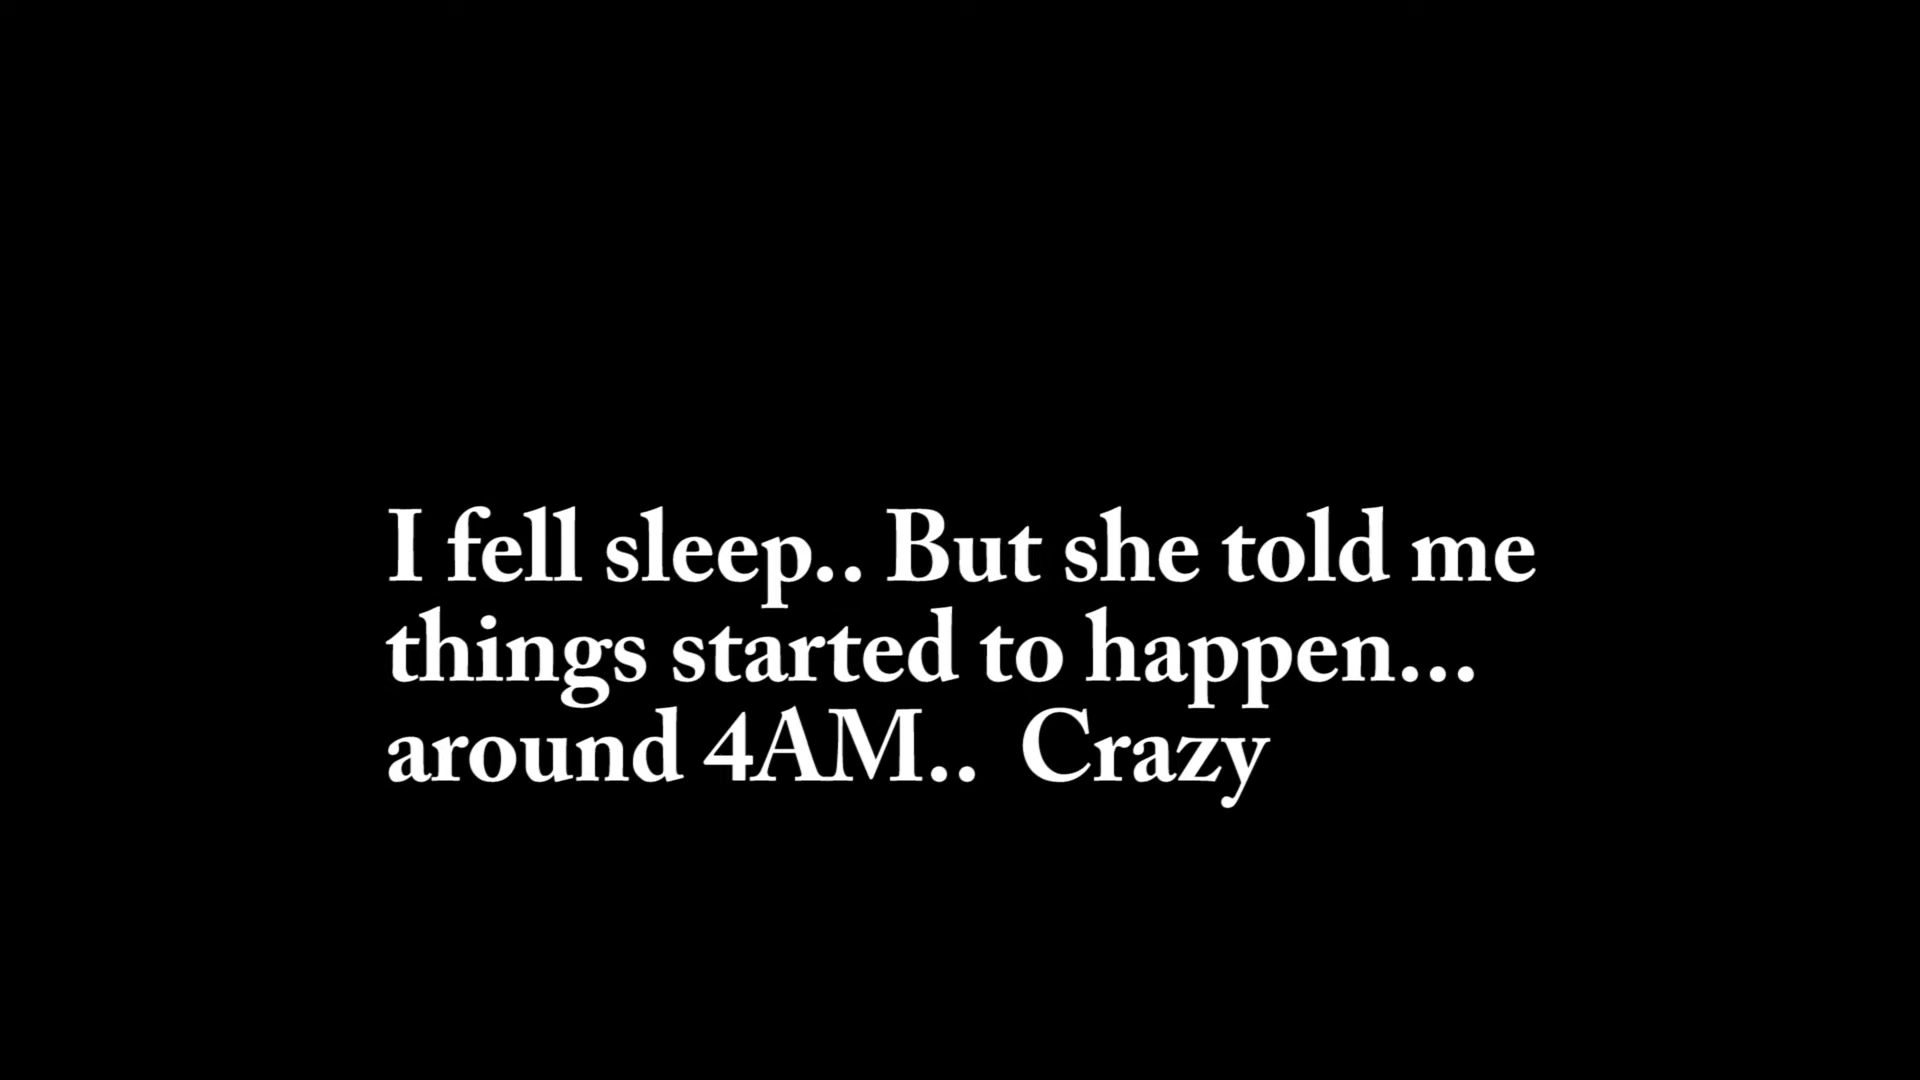 I fell sleep.. But she told me
things started to happen...
around 4AM..  Crazy